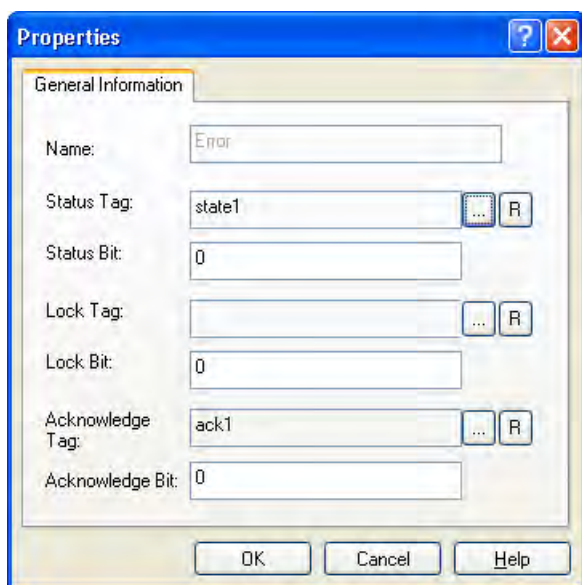 Properties
General Information
Name: Error
Status Tag: state1 ... R
Status Bit: 0
Lock Tag: ... R
Lock Bit: 0
Acknowledge Tag: ack1 ... R
Acknowledge Bit: 0
OK Cancel Help